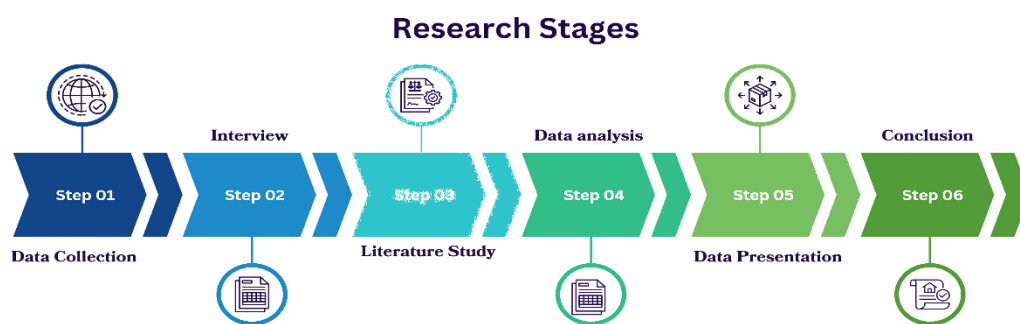 Research Stages
Interview
Data analysis
Conclusion
Step 01
Step 02
Step 03
Step 04
Step 05
Step 06
Data Collection
Literature Study
Data Presentation